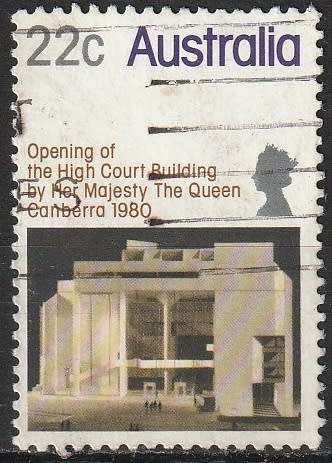 22c Australia
Opening of
the High Court Building
by Her Majesty The Queen
Canberra 1980